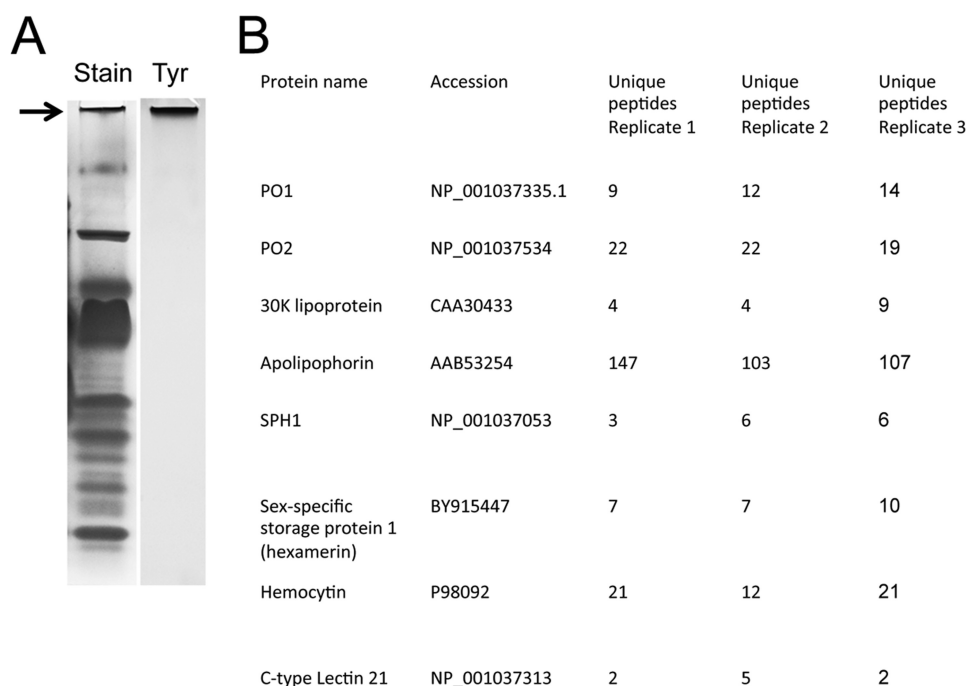 A
B
Stain Tyr
Protein name Accession Unique peptides Replicate 1 Unique peptides Replicate 2 Unique peptides Replicate 3
PO1 NP_001037335.1 9 12 14
PO2 NP_001037534 22 22 19
30K lipoprotein CAA30433 4 4 9
Apolipophorin AAB53254 147 103 107
SPH1 NP_001037053 3 6 6
Sex-specific storage protein 1 (hexamerin) BY915447 7 7 10
Hemocytin P98092 21 12 21
C-type Lectin 21 NP_001037313 2 5 2